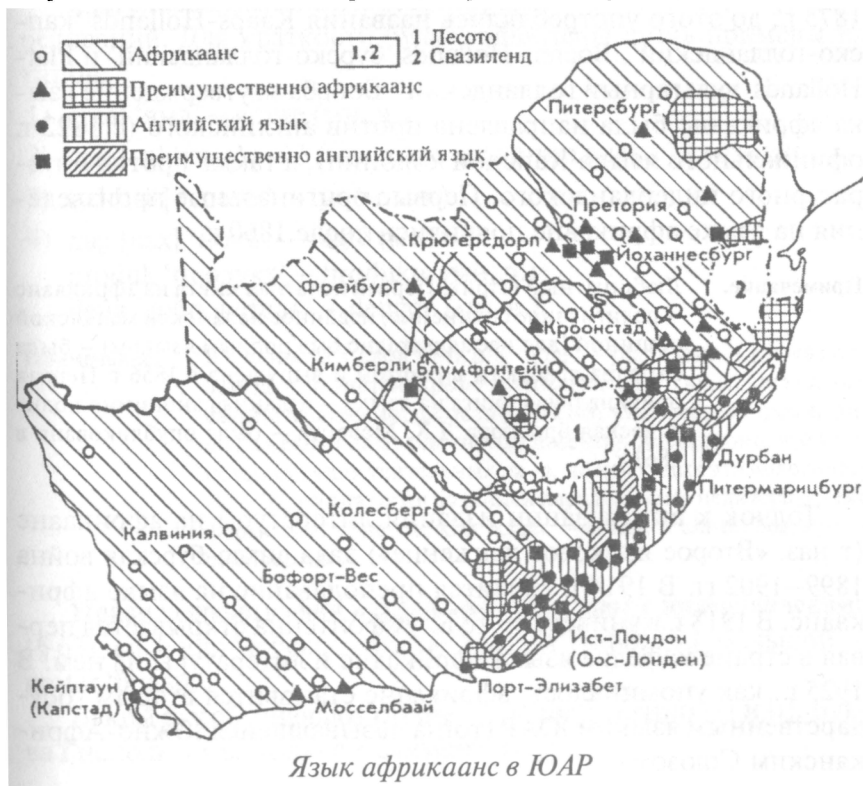 Африкаанс
1, 2
1 Лесото
2 Свазиленд
Преимущественно африкаанс
Английский язык
Преимущественно английский язык
Питерсбург
Претория
Крюгерсдорп
Йоханнесбург
Фрейбург
2
Кроонстад
Кимберли
Блумфонтейн
1
Дурбан
Питермарицбург
Колесберг
Калвиния
Бофорт-Вес
Ист-Лондон
(Оос-Лонден)
Кейптаун
(Капстад)
Порт-Элизабет
Мосселбаай
Язык африкаанс в ЮАР